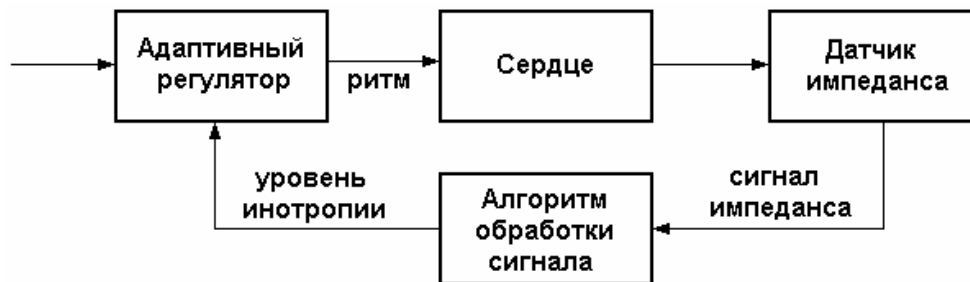 Адаптивный
регулятор
ритм
Сердце
Датчик
импеданса
уровень
инотропии
Алгоритм
обработки
сигнала
сигнал
импеданса